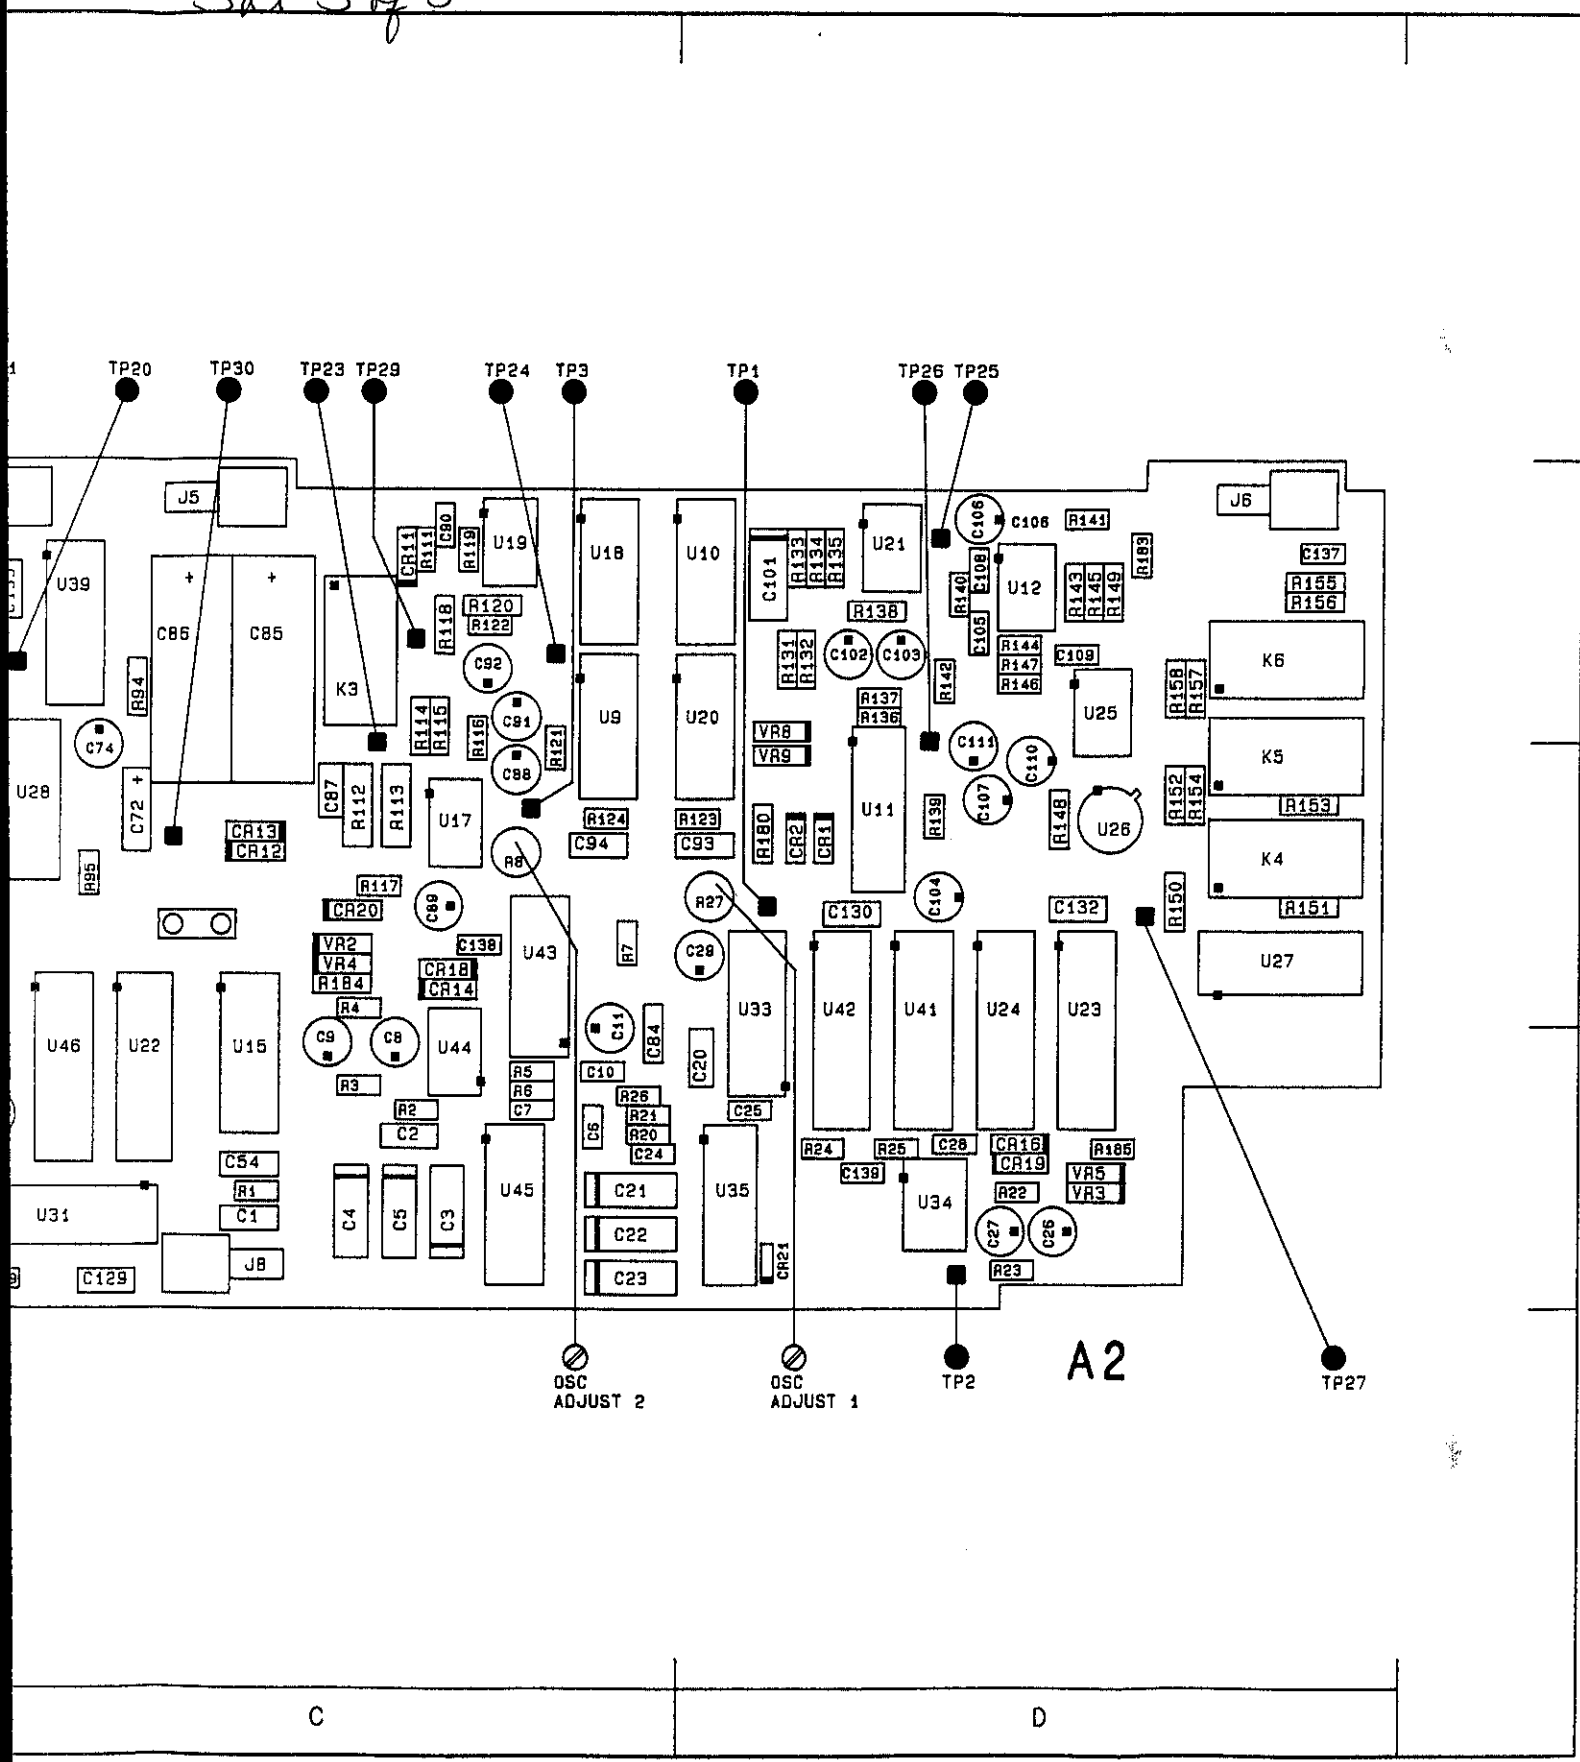 TP20 TP30 TP23 TP29 TP24 TP3 TP1 TP26 TP25
J5 J6
U39 C86 + C85 + K3 CR11 R111 C90 R119 U19 U18 U10
C101 R133 R134 R135 U21 C106 C106 R141 R183 C137
R140 C108 U12 R143 R145 R149 R155
R156
R118 R120
R122
R138 C105
R94 C92 R131 R132 C102 C103 R142 R144 C109 K6
R147
R146
R158 R157
C74 R114 R115 R116 C91 U9 U20 R137 U25
R136
C88 R121 VR8 C111 C110 K5
VR9
U28 C72 + C87 R112 R113 U17 U11 C107 R152 R154
R124 R123 R180 CR2 CR1 R139 R148 U26 R153
CR13 C94 C93
CR12
R95 R8 K4
R117 C104
CR20 C89 R27 C130 C132 R150 R151
VR2 C138 U43 R7 C29 U27
VR4 CR18
R184 CR14
R4 U33 U42 U41 U24 U23
U46 U22 U15 C9 C8 U44 C11 C84 C20
R3 R5 C10
R6 R26
R2 C7 R21 C25
C2 C6 R20
C24 R24 R25 C28 CR16 R185
C54 CR19
C139 VR5
R1 C21 U35 R22 VR3
U31 C1 C4 C5 C3 U45 C22 U34 C27 C26
J8 CR21
C129 C23 R23
OSC
ADJUST 2
OSC
ADJUST 1
TP2
A2
TP27
C D